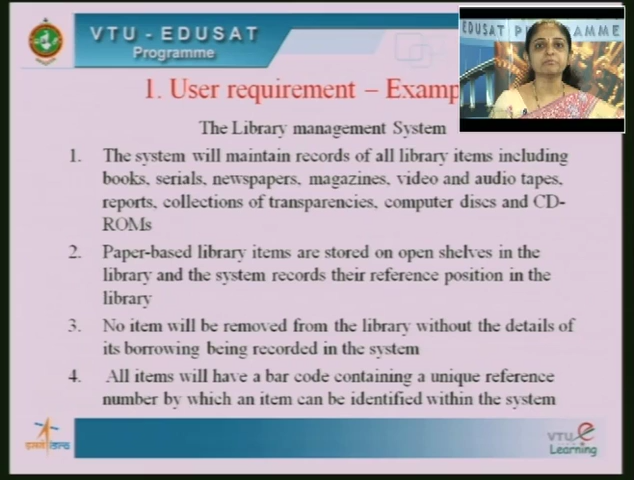 VTU - EDUSAT
Programme
EDUSAT PROGRAMME
1. User requirement – Examp
The Library management System
1. The system will maintain records of all library items including
books, serials, newspapers, magazines, video and audio tapes,
reports, collections of transparencies, computer discs and CD-
ROMs
2. Paper-based library items are stored on open shelves in the
library and the system records their reference position in the
library
3. No item will be removed from the library without the details of
its borrowing being recorded in the system
4. All items will have a bar code containing a unique reference
number by which an item can be identified within the system
VTU e
Learning